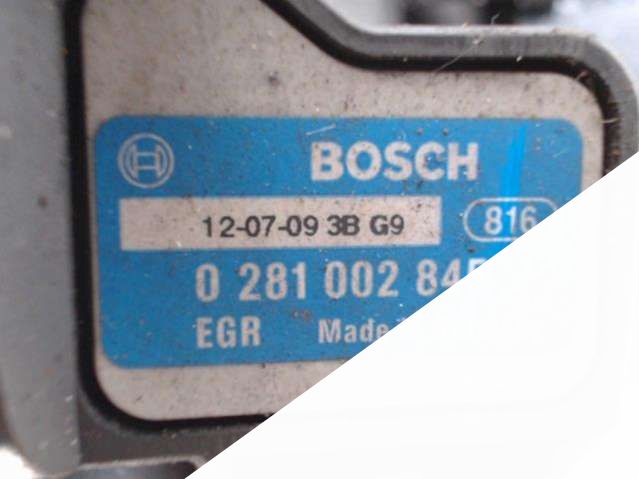 BOSCH
12-07-09 3B G9
816
0 281 002 84
EGR Made